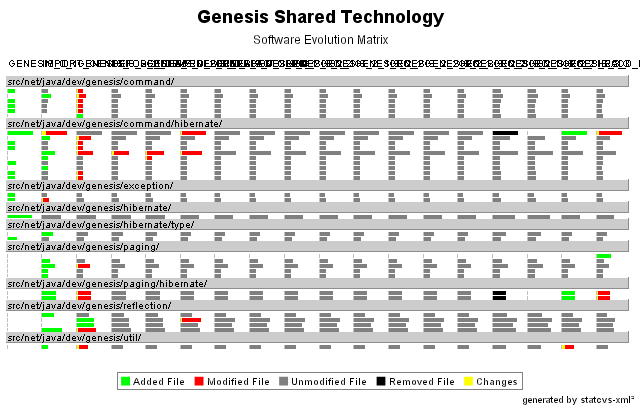 Genesis Shared Technology
Software Evolution Matrix
src/net/java/dev/genesis/command/
src/net/java/dev/genesis/command/hibernate/
src/net/java/dev/genesis/exception/
src/net/java/dev/genesis/hibernate/
src/net/java/dev/genesis/hibernate/type/
src/net/java/dev/genesis/paging/
src/net/java/dev/genesis/paging/hibernate/
src/net/java/dev/genesis/reflection/
src/net/java/dev/genesis/util/
Added File Modified File Unmodified File Removed File Changes
generated by statcvs-xml²